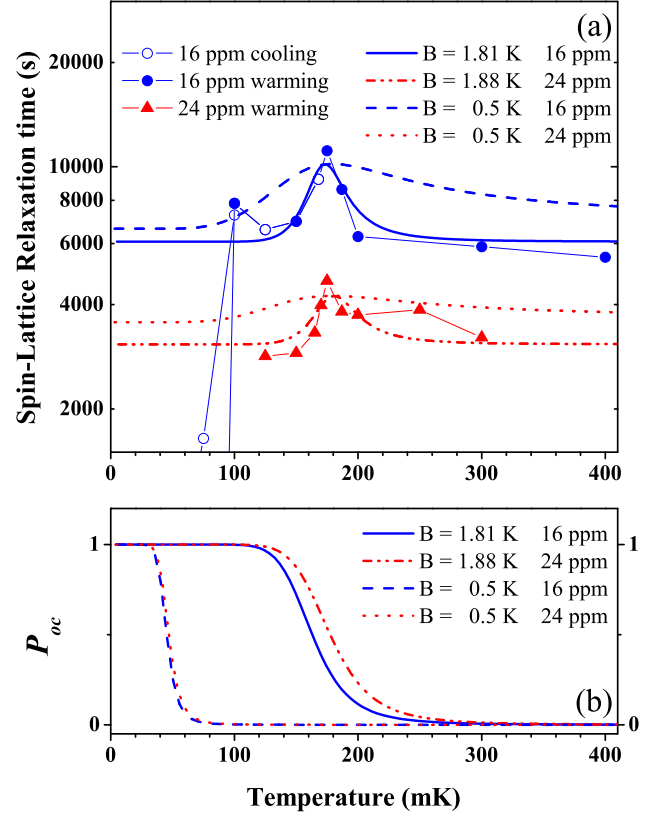 (a)
16 ppm cooling
16 ppm warming
24 ppm warming
B = 1.81 K 16 ppm
B = 1.88 K 24 ppm
B = 0.5 K 16 ppm
B = 0.5 K 24 ppm
Spin-Lattice Relaxation time (s)
20000
10000
8000
6000
4000
2000
0 100 200 300 400
B = 1.81 K 16 ppm
B = 1.88 K 24 ppm
B = 0.5 K 16 ppm
B = 0.5 K 24 ppm
P_oc
1 1
0 0
(b)
0 100 200 300 400
Temperature (mK)